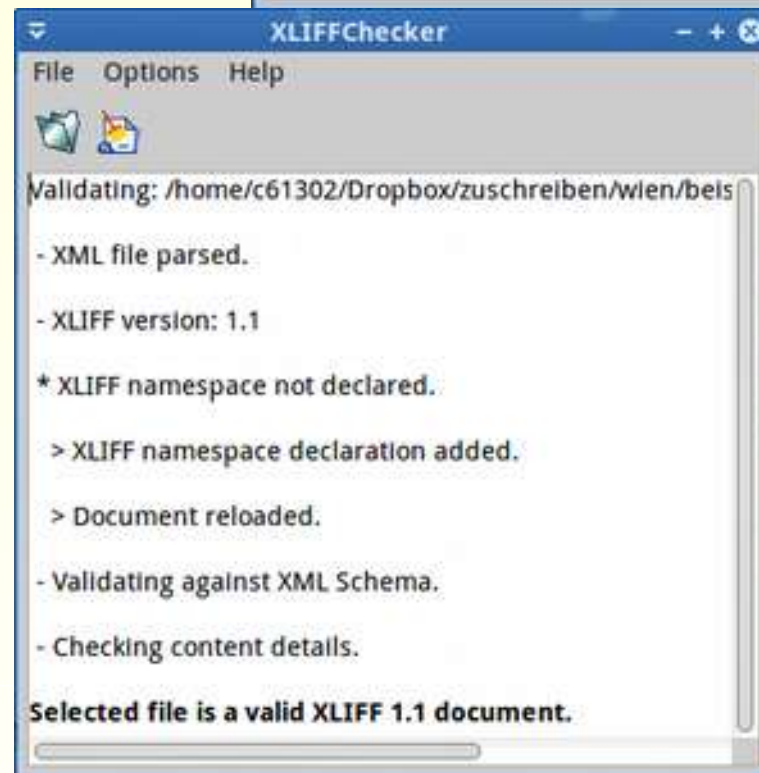 XLIFFChecker
File Options Help
Validating: /home/c61302/Dropbox/zuschreiben/wien/beis
- XML file parsed.
- XLIFF version: 1.1
* XLIFF namespace not declared.
> XLIFF namespace declaration added.
> Document reloaded.
- Validating against XML Schema.
- Checking content details.
Selected file is a valid XLIFF 1.1 document.